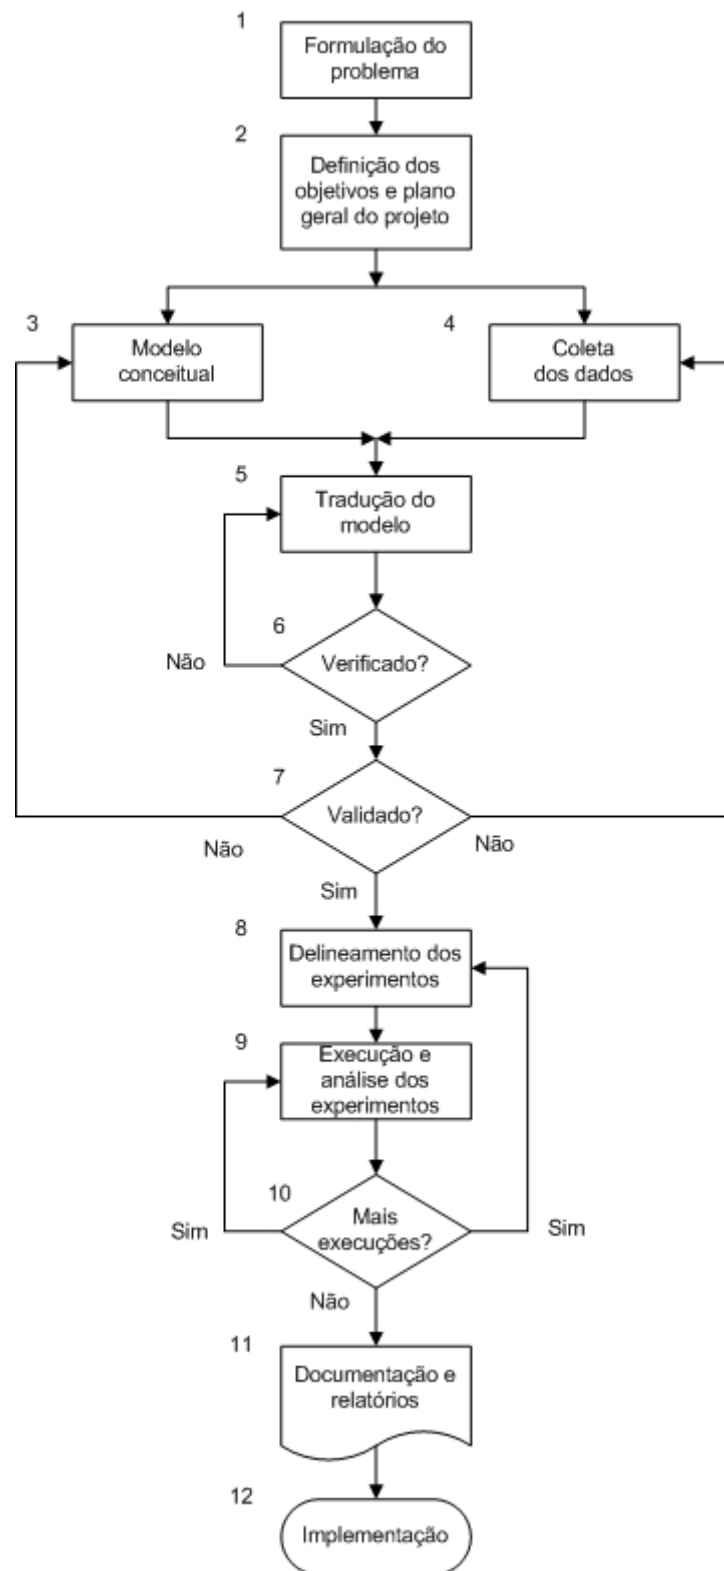 1
Formulação do
problema
2
Definição dos
objetivos e plano
geral do projeto
3
Modelo
conceitual
4
Coleta
dos dados
5
Tradução do
modelo
6
Verificado?
Não
Sim
7
Validado?
Não
Não
Sim
8
Delineamento dos
experimentos
9
Execução e
análise dos
experimentos
10
Mais
execuções?
Sim
Sim
Não
11
Documentação e
relatórios
12
Implementação